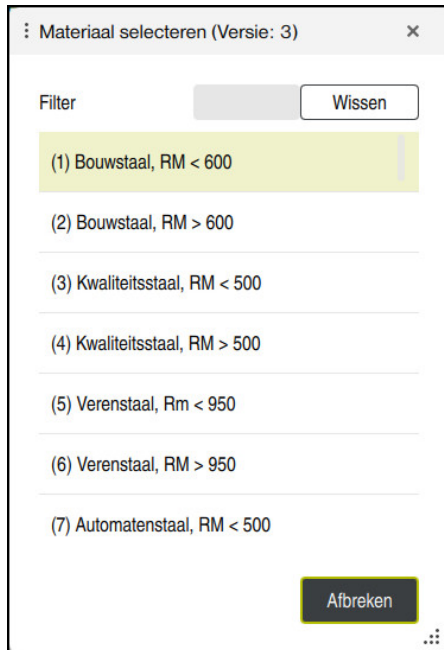 Materiaal selecteren (Versie: 3)
Filter Wissen
(1) Bouwstaal, RM < 600
(2) Bouwstaal, RM > 600
(3) Kwaliteitsstaal, RM < 500
(4) Kwaliteitsstaal, RM > 500
(5) Verenstaal, Rm < 950
(6) Verenstaal, RM > 950
(7) Automatenstaal, RM < 500
Afbreken